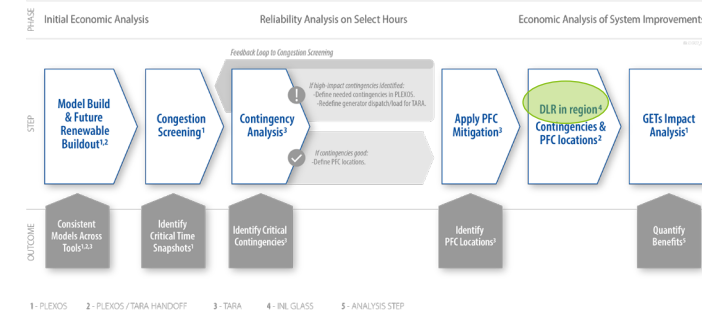 PHASE
Initial Economic Analysis
Reliability Analysis on Select Hours
Economic Analysis of System Improvements
Feedback Loop to Congestion Screening
STEP
Model Build
& Future
Renewable
Buildout1,2
Congestion
Screening1
Contingency
Analysis3
!
If high-impact contingencies identified:
-Define needed contingencies in PLEXOS.
-Redefine generator dispatch/load for TARA.
If contingencies good:
-Define PFC locations.
Apply PFC
Mitigation3
DLR in region4
Contingencies &
PFC locations2
GETs Impact
Analysis1
OUTCOME
Consistent
Models Across
Tools1,2,3
Identify
Critical Time
Snapshots1
Identify Critical
Contingencies3
Identify
PFC Locations3
Quantify
Benefits5
1 - PLEXOS
2 - PLEXOS / TARA HANDOFF
3 - TARA
4 - INL GLASS
5 - ANALYSIS STEP